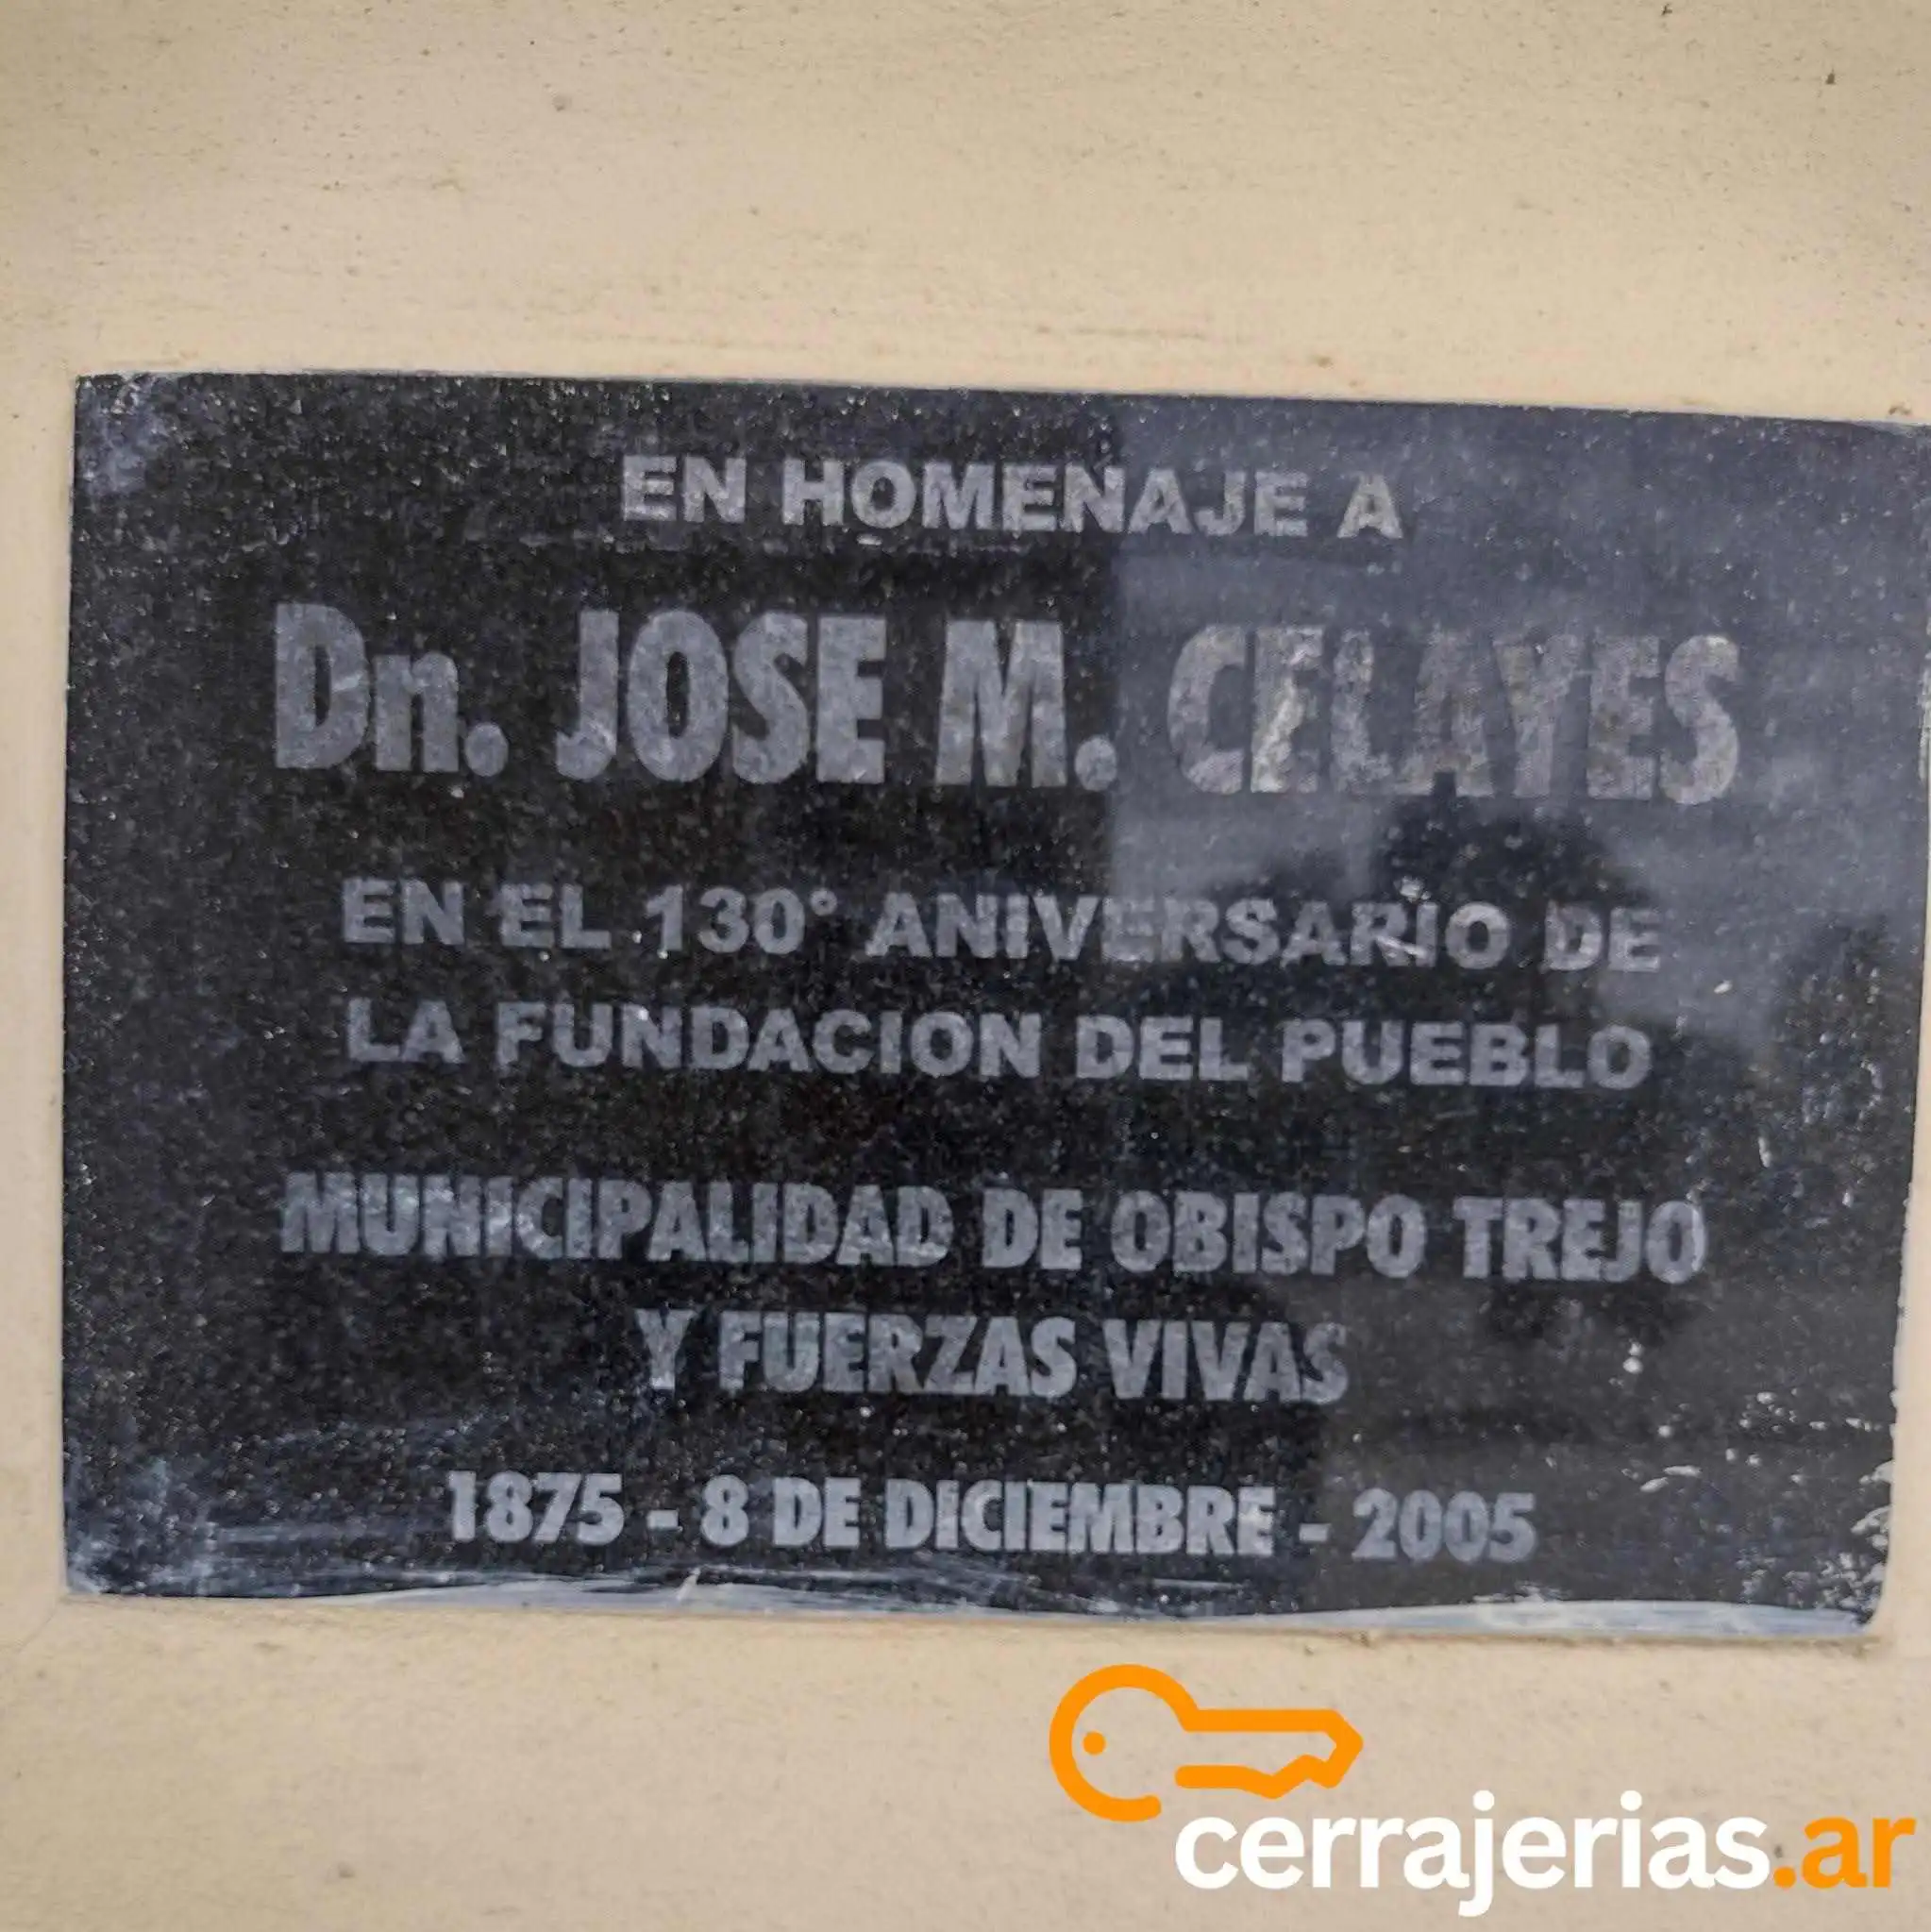 EN HOMENAJE A
Dn. JOSE M. CELAYES
EN EL 130° ANIVERSARIO DE
LA FUNDACION DEL PUEBLO
MUNICIPALIDAD DE OBISPO TREJO
Y FUERZAS VIVAS
1875 - 8 DE DICIEMBRE - 2005
cerrajerias.ar